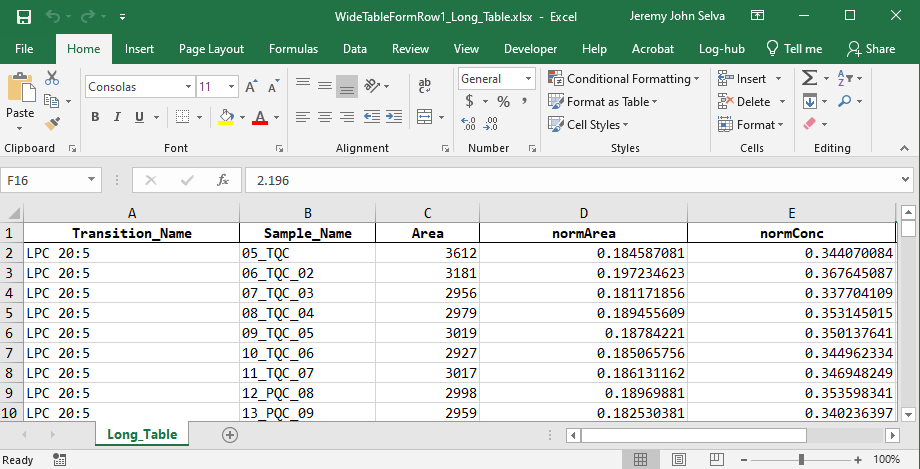 WideTableFormRow1_Long_Table.xlsx - Excel Jeremy John Selva
File Home Insert Page Layout Formulas Data Review View Developer Help Acrobat Log-hub Tell me Share
Paste Consolas 11 A A ab c General Conditional Formatting Insert Σ A Z
B I U A $ % , Format as Table Delete
.00 .0 Cell Styles Format
Clipboard Font Alignment Number Styles Cells Editing
F16 fx 2.196
A B C D E
1 Transition_Name Sample_Name Area normArea normConc
2 LPC 20:5 05_TQC 3612 0.184587081 0.344070084
3 LPC 20:5 06_TQC_02 3181 0.197234623 0.367645087
4 LPC 20:5 07_TQC_03 2956 0.181171856 0.337704109
5 LPC 20:5 08_TQC_04 2979 0.189455609 0.353145015
6 LPC 20:5 09_TQC_05 3019 0.18784221 0.350137641
7 LPC 20:5 10_TQC_06 2927 0.185065756 0.344962334
8 LPC 20:5 11_TQC_07 3017 0.186131162 0.346948249
9 LPC 20:5 12_PQC_08 2998 0.18969881 0.353598341
10 LPC 20:5 13_PQC_09 2959 0.182530381 0.340236397
Long_Table
Ready 100%